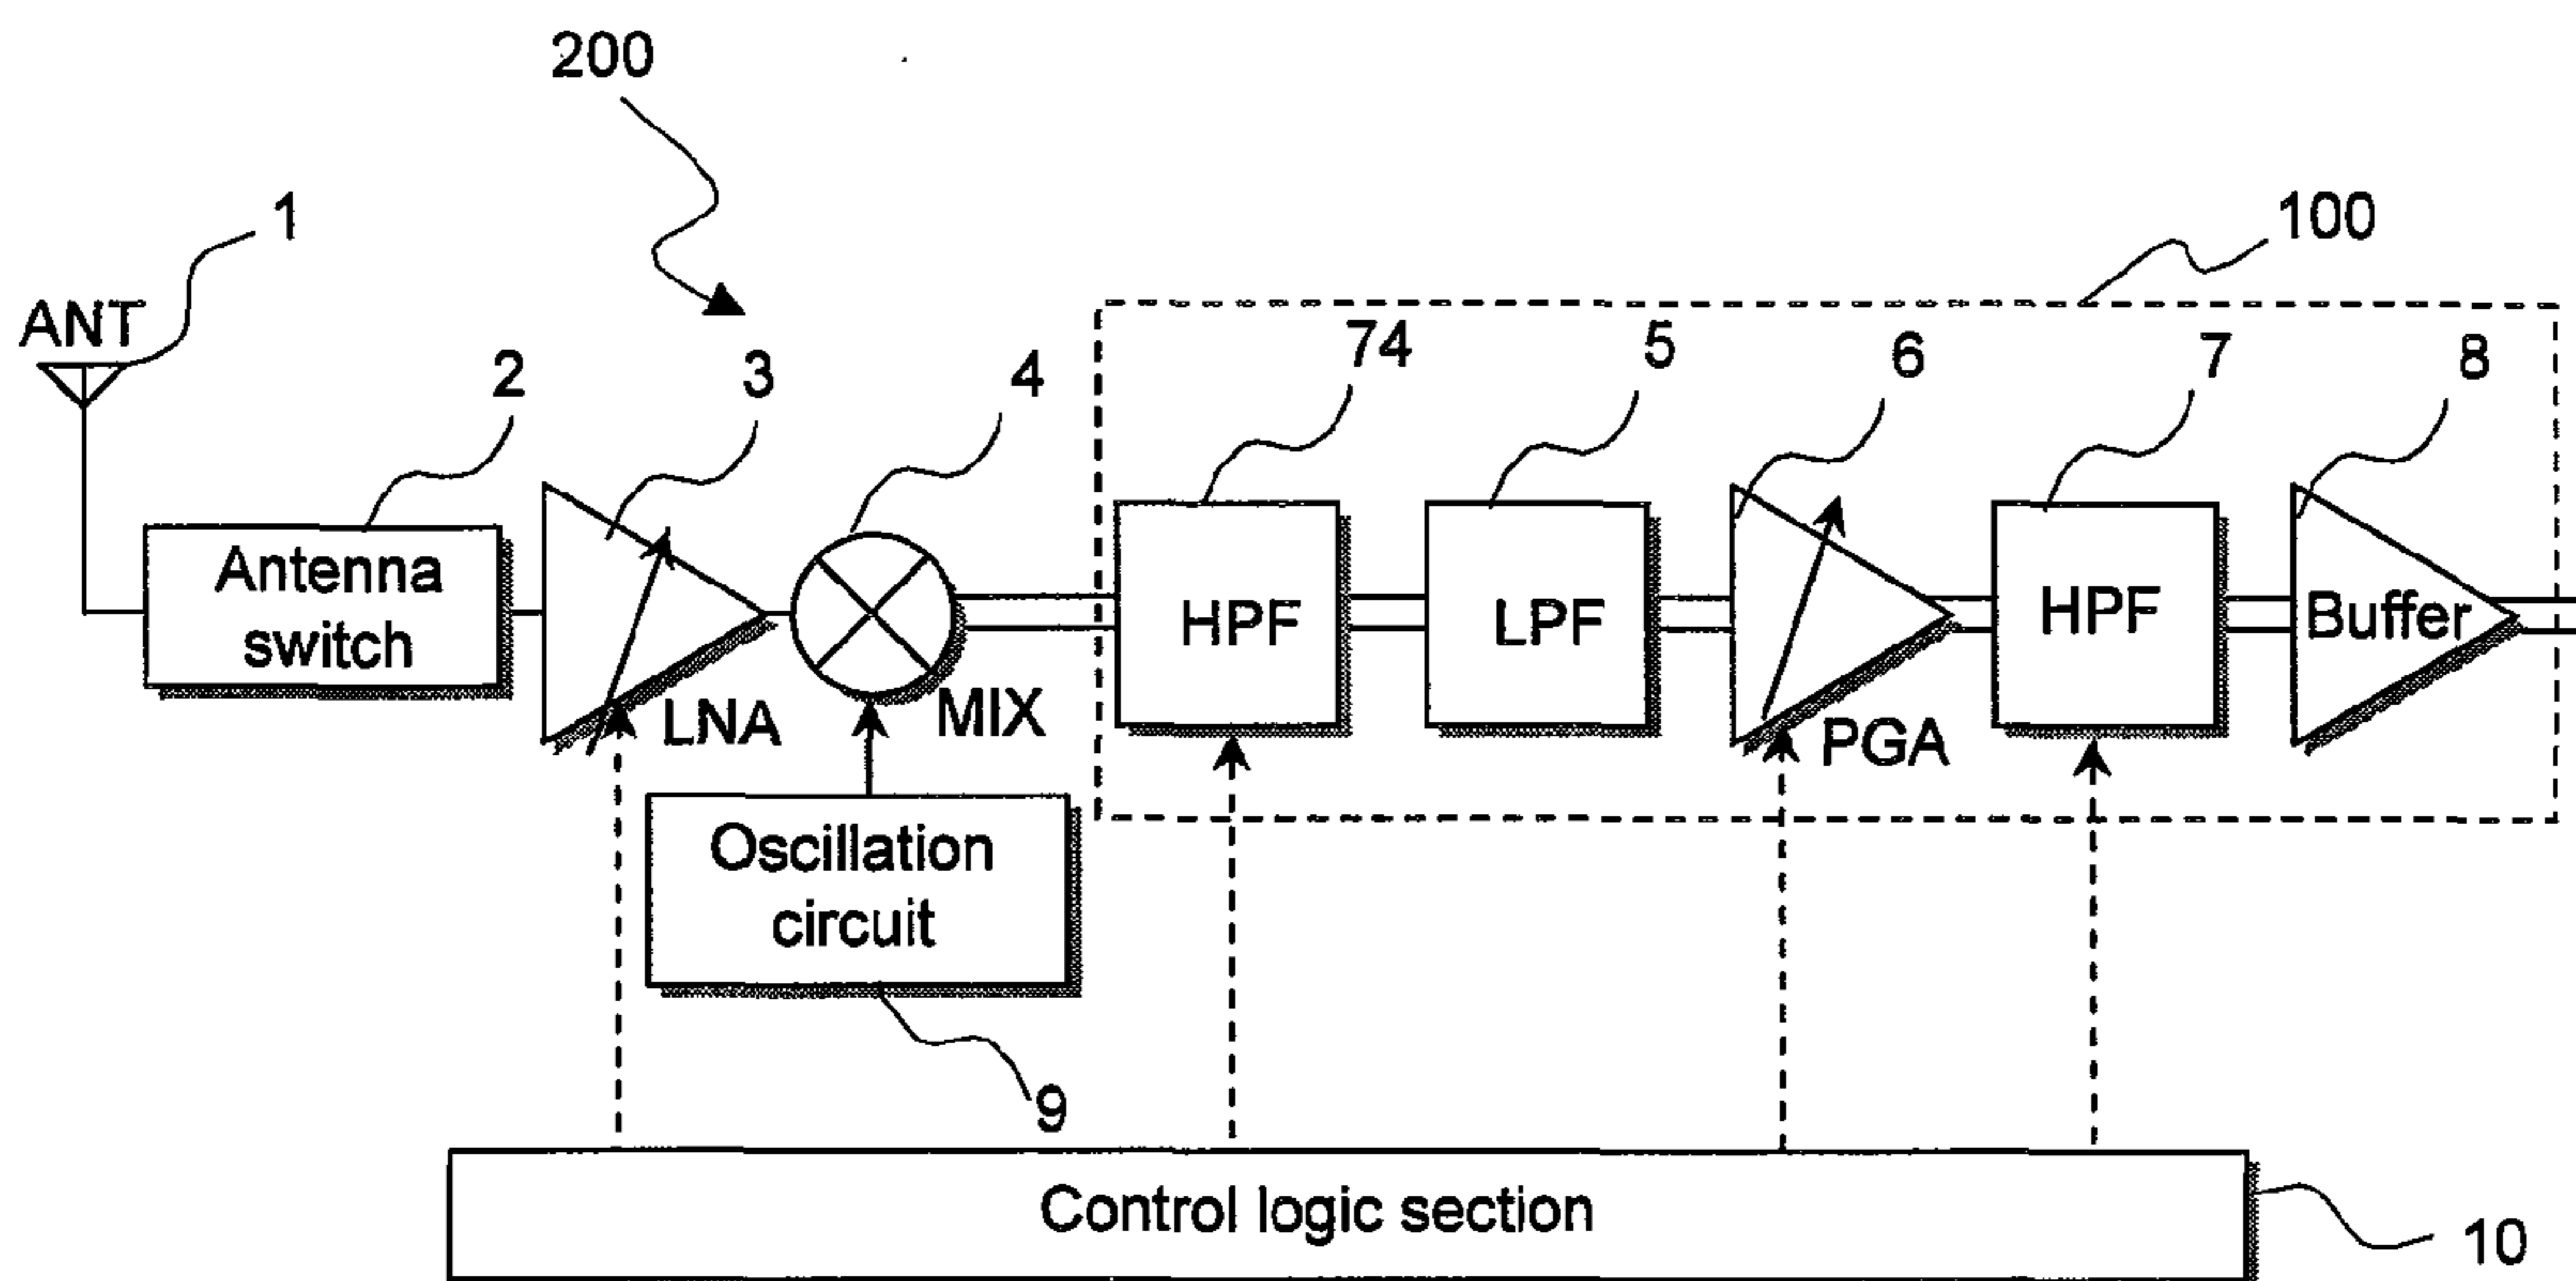 200
1
100
ANT
2
3
4
74
5
6
7
8
Antenna
switch
HPF
LPF
HPF
Buffer
LNA
MIX
PGA
Oscillation
circuit
9
Control logic section
10